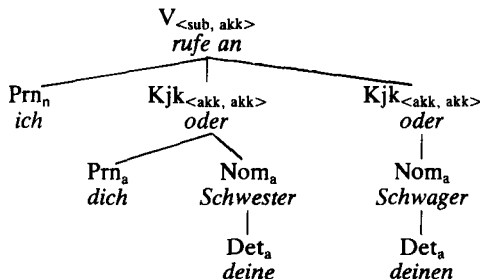 V<sub, akk>
rufe an
Prnn Kjk<akk, akk> Kjk<akk, akk>
ich oder oder
Prna Noma Noma
dich Schwester Schwager
Deta Deta
deine deinen